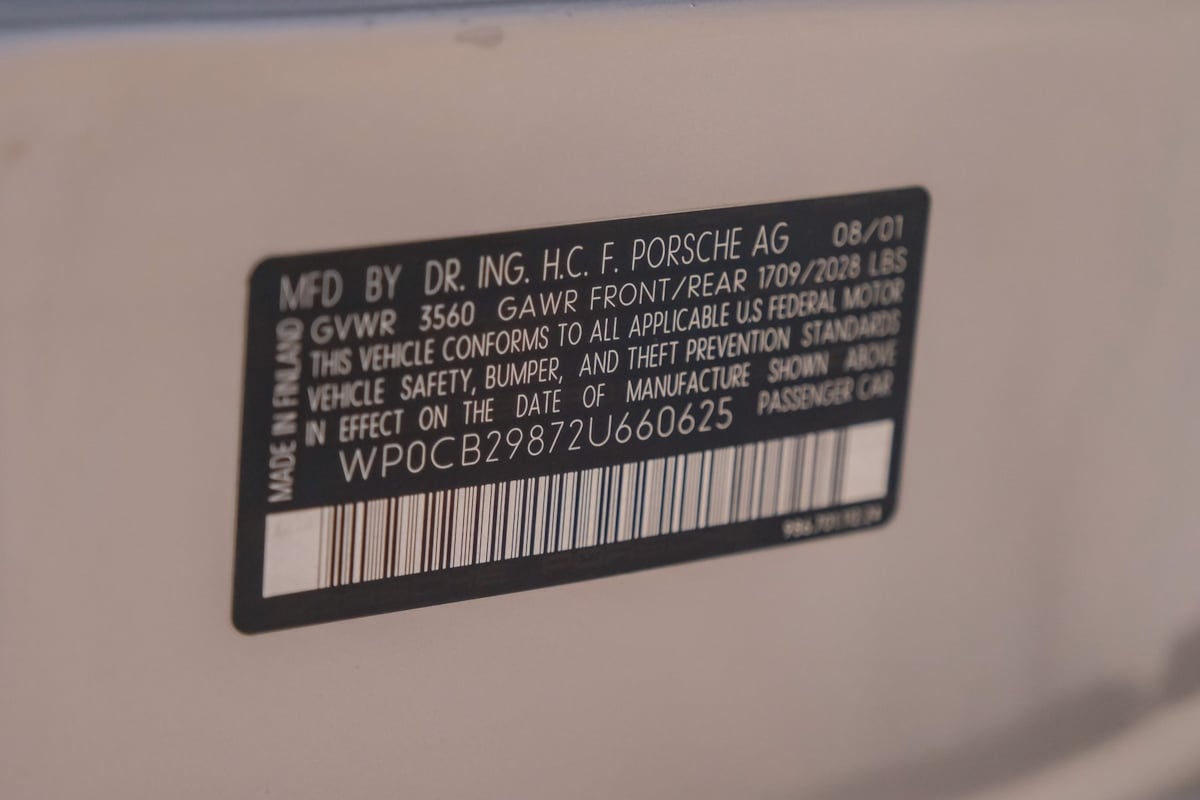 MFD BY DR. ING. H.C. F. PORSCHE AG 08/01
GVWR 3560 GAWR FRONT/REAR 1709/2028 LBS
THIS VEHICLE CONFORMS TO ALL APPLICABLE U.S FEDERAL MOTOR
VEHICLE SAFETY, BUMPER, AND THEFT PREVENTION STANDARDS
IN EFFECT ON THE DATE OF MANUFACTURE SHOWN ABOVE
WP0CB29872U660625 PASSENGER CAR
MADE IN FINLAND